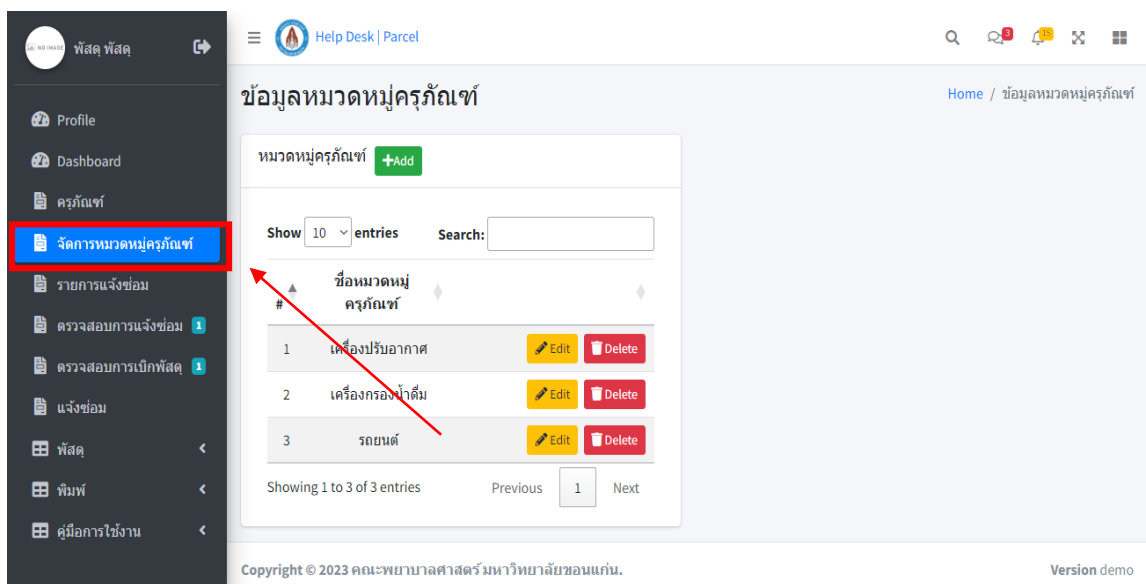 NO IMAGE
พัสดุ พัสดุ
Profile
Dashboard
ครุภัณฑ์
จัดการหมวดหมู่ครุภัณฑ์
รายการแจ้งซ่อม
ตรวจสอบการแจ้งซ่อม 1
ตรวจสอบการเบิกพัสดุ 1
แจ้งซ่อม
พัสดุ
พิมพ์
คู่มือการใช้งาน
Help Desk | Parcel
3
15
ข้อมูลหมวดหมู่ครุภัณฑ์
Home / ข้อมูลหมวดหมู่ครุภัณฑ์
หมวดหมู่ครุภัณฑ์ +Add
Show 10 entries Search:
# ชื่อหมวดหมู่
ครุภัณฑ์
1 เครื่องปรับอากาศ Edit Delete
2 เครื่องกรองน้ำดื่ม Edit Delete
3 รถยนต์ Edit Delete
Showing 1 to 3 of 3 entries Previous 1 Next
Copyright © 2023 คณะพยาบาลศาสตร์ มหาวิทยาลัยขอนแก่น. Version demo